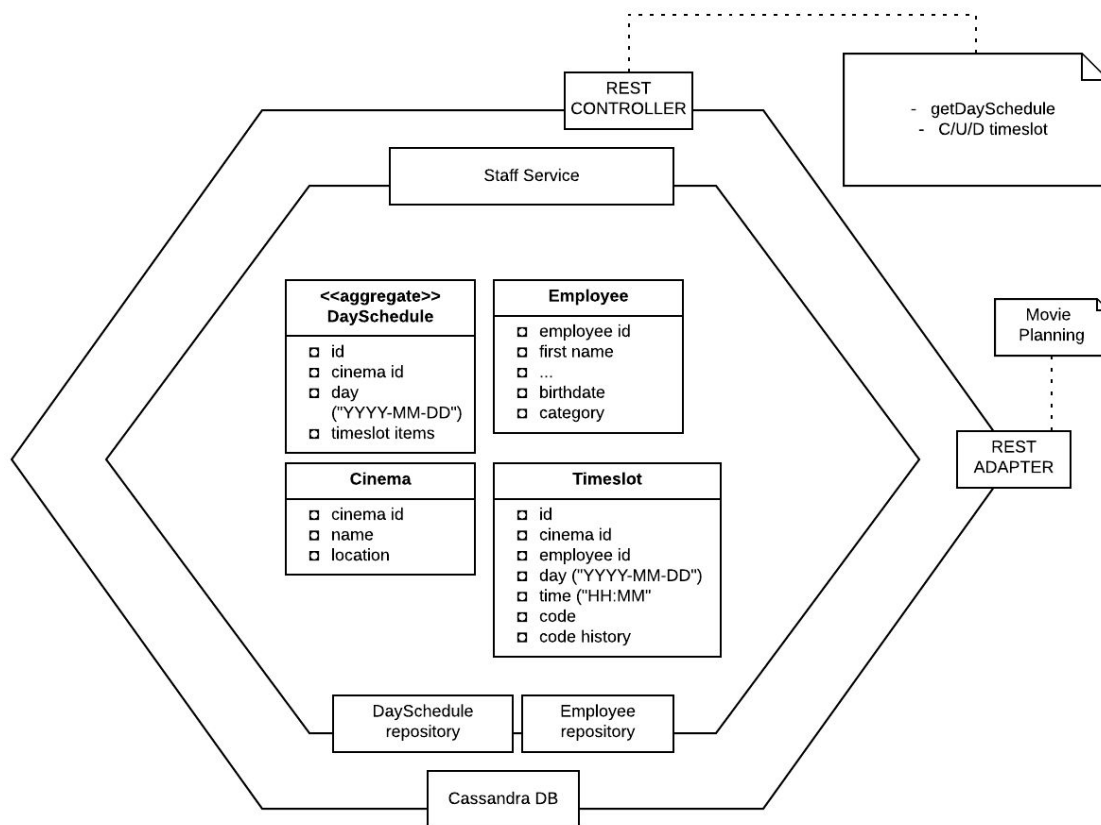 REST
CONTROLLER
- getDaySchedule
- C/U/D timeslot
Staff Service
<<aggregate>>
DaySchedule
id
cinema id
day
("YYYY-MM-DD")
timeslot items
Employee
employee id
first name
...
birthdate
category
Movie
Planning
REST
ADAPTER
Cinema
cinema id
name
location
Timeslot
id
cinema id
employee id
day ("YYYY-MM-DD")
time ("HH:MM"
code
code history
DaySchedule
repository
Employee
repository
Cassandra DB